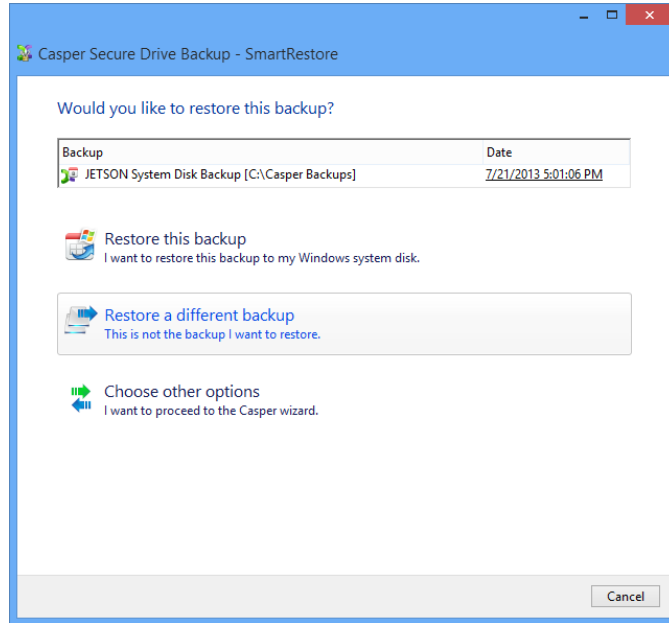 Casper Secure Drive Backup - SmartRestore
Would you like to restore this backup?
Backup Date
JETSON System Disk Backup [C:\Casper Backups] 7/21/2013 5:01:06 PM
Restore this backup
I want to restore this backup to my Windows system disk.
Restore a different backup
This is not the backup I want to restore.
Choose other options
I want to proceed to the Casper wizard.
Cancel